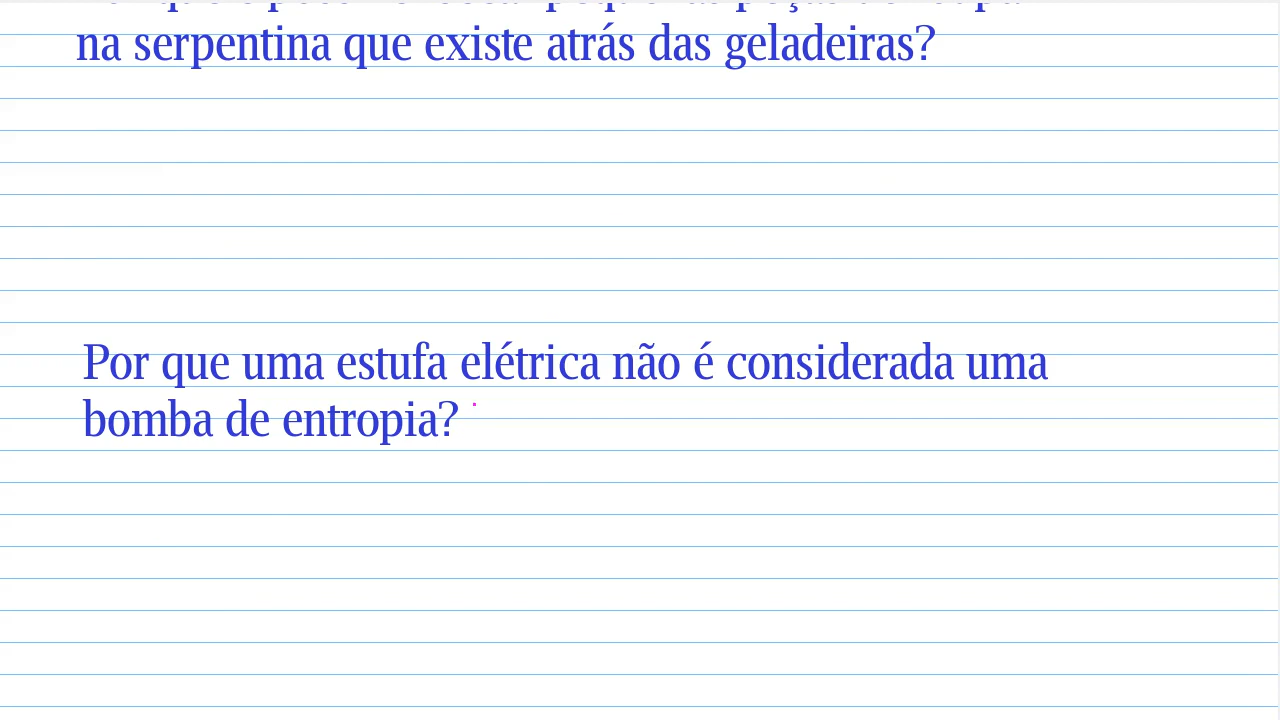 na serpentina que existe atrás das geladeiras?
Por que uma estufa elétrica não é considerada uma
bomba de entropia?